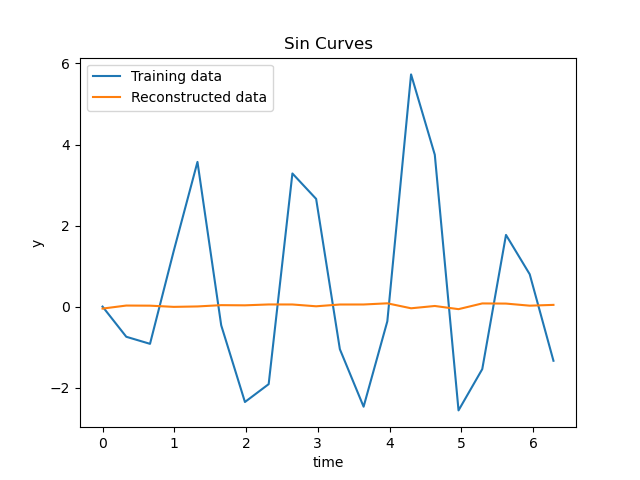 Sin Curves
Training data
Reconstructed data
6
4
2
0
−2
y
0 1 2 3 4 5 6
time